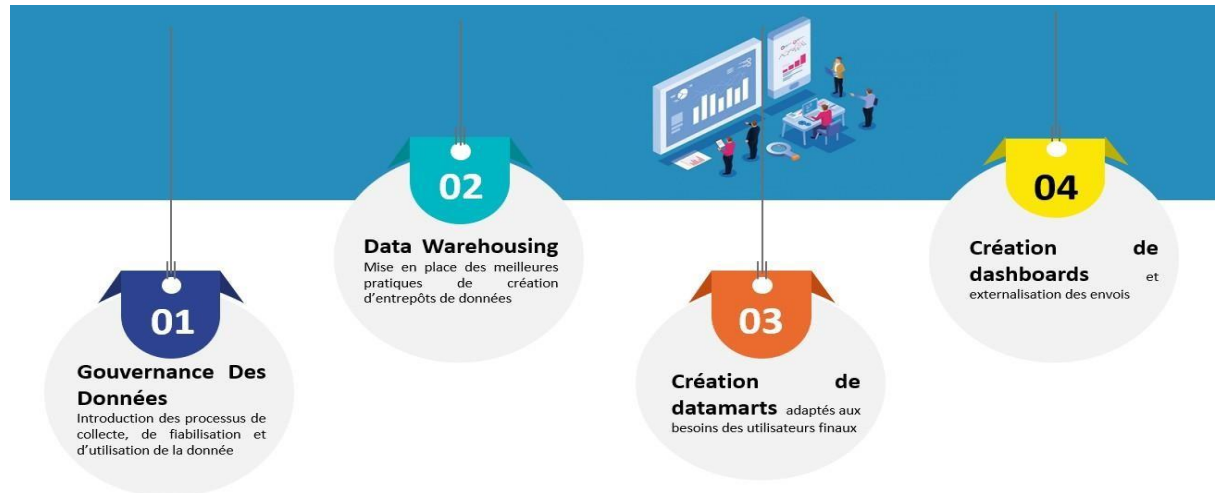 01
Gouvernance Des
Données
Introduction des processus de
collecte, de fiabilisation et
d’utilisation de la donnée
02
Data Warehousing
Mise en place des meilleures
pratiques de création
d’entrepôts de données
03
Création de
datamarts adaptés aux
besoins des utilisateurs finaux
04
Création de
dashboards et
externalisation des envois